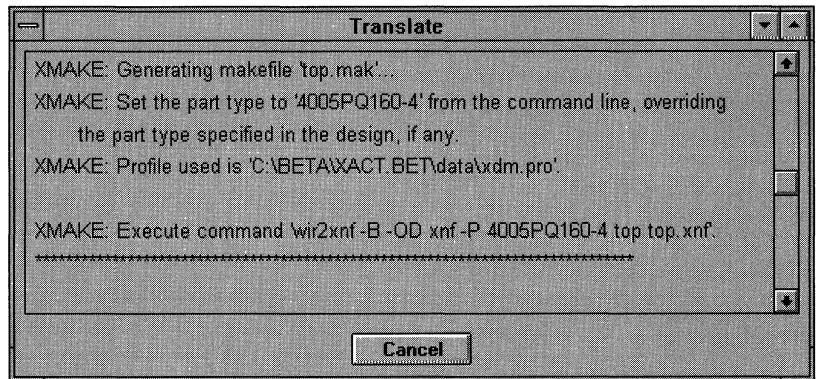 Translate
XMAKE: Generating makefile 'top.mak'...
XMAKE: Set the part type to '4005PQ160-4' from the command line, overriding
the part type specified in the design, if any.
XMAKE: Profile used is 'C:\BETA\XACT.BET\data\xdm.pro'.
XMAKE: Execute command 'wir2xnf -B -OD xnf -P 4005PQ160-4 top top.xnf'.
Cancel